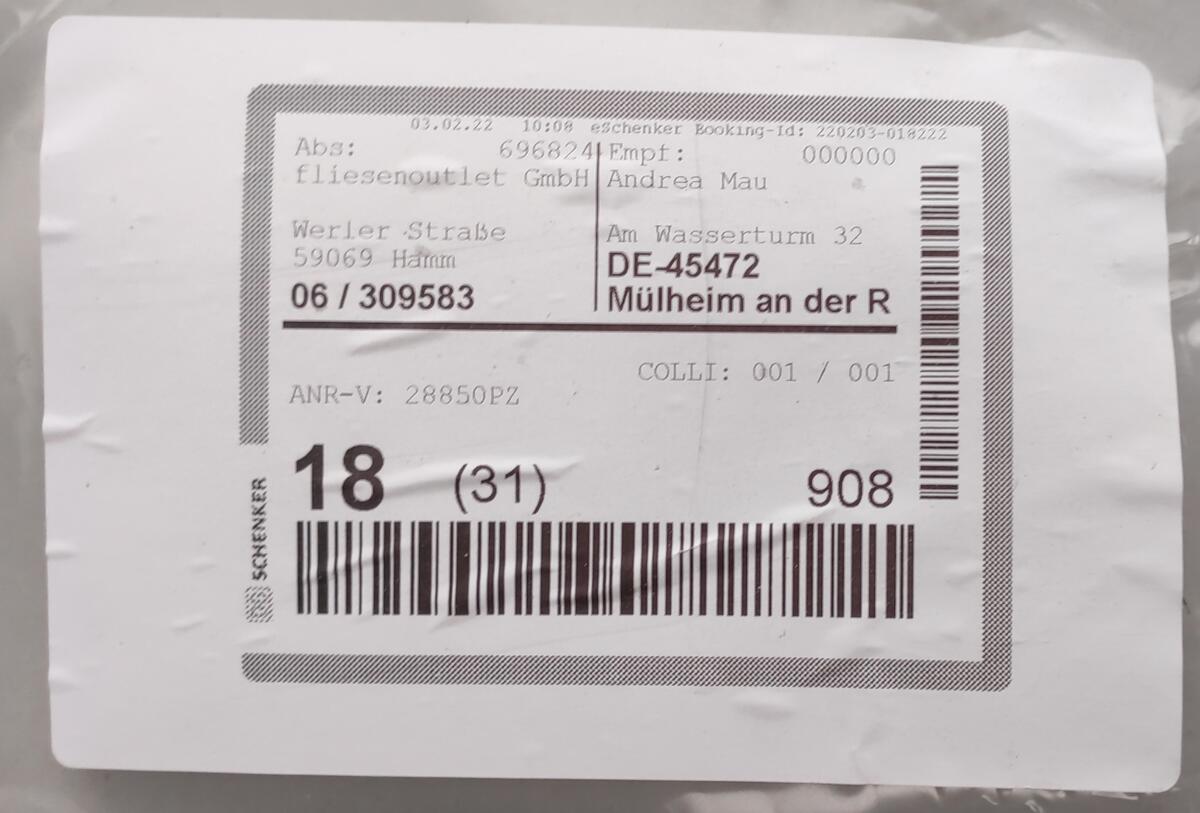 03.02.22 10:08 eSchenker Booking-Id: 220203-018222
Abs: 696824
fliesenoutlet GmbH
Werler Straße
59069 Hamm
06 / 309583
Empf: 000000
Andrea Mau
Am Wasserturm 32
DE-45472
Mülheim an der R
COLLI: 001 / 001
ANR-V: 28850PZ
18 (31) 908
DB SCHENKER